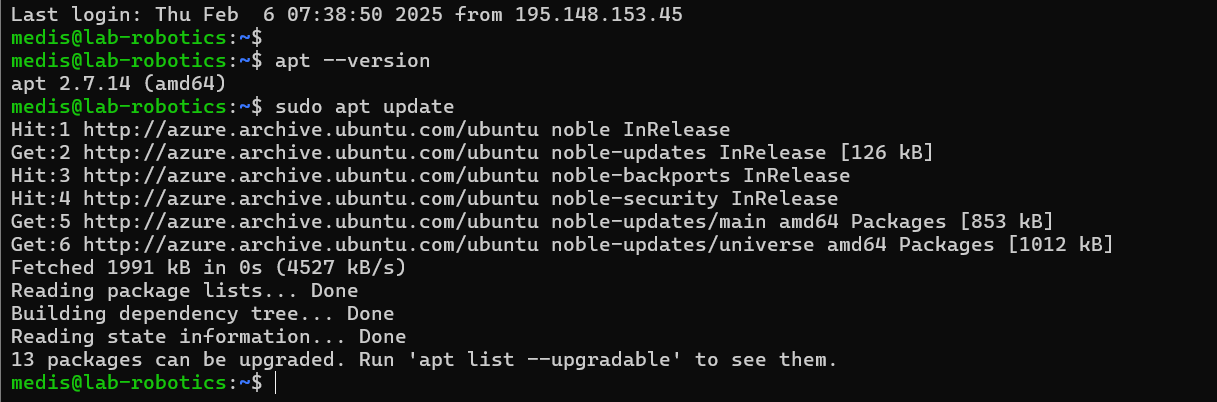 Last login: Thu Feb  6 07:38:50 2025 from 195.148.153.45
medis@lab-robotics:~$
medis@lab-robotics:~$ apt --version
apt 2.7.14 (amd64)
medis@lab-robotics:~$ sudo apt update
Hit:1 http://azure.archive.ubuntu.com/ubuntu noble InRelease
Get:2 http://azure.archive.ubuntu.com/ubuntu noble-updates InRelease [126 kB]
Hit:3 http://azure.archive.ubuntu.com/ubuntu noble-backports InRelease
Hit:4 http://azure.archive.ubuntu.com/ubuntu noble-security InRelease
Get:5 http://azure.archive.ubuntu.com/ubuntu noble-updates/main amd64 Packages [853 kB]
Get:6 http://azure.archive.ubuntu.com/ubuntu noble-updates/universe amd64 Packages [1012 kB]
Fetched 1991 kB in 0s (4527 kB/s)
Reading package lists... Done
Building dependency tree... Done
Reading state information... Done
13 packages can be upgraded. Run 'apt list --upgradable' to see them.
medis@lab-robotics:~$